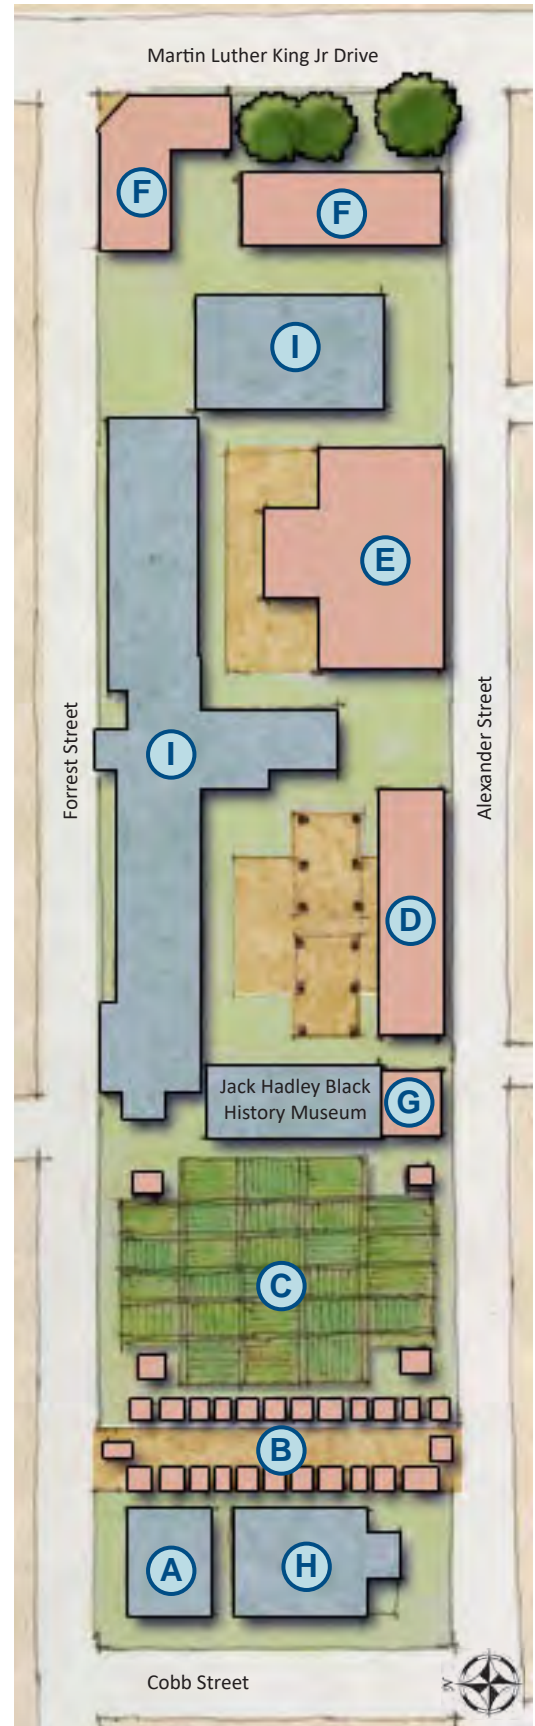 Martin Luther King Jr Drive
F
F
I
E
Forrest Street
Alexander Street
I
D
Jack Hadley Black
History Museum
G
C
B
A
H
Cobb Street
N